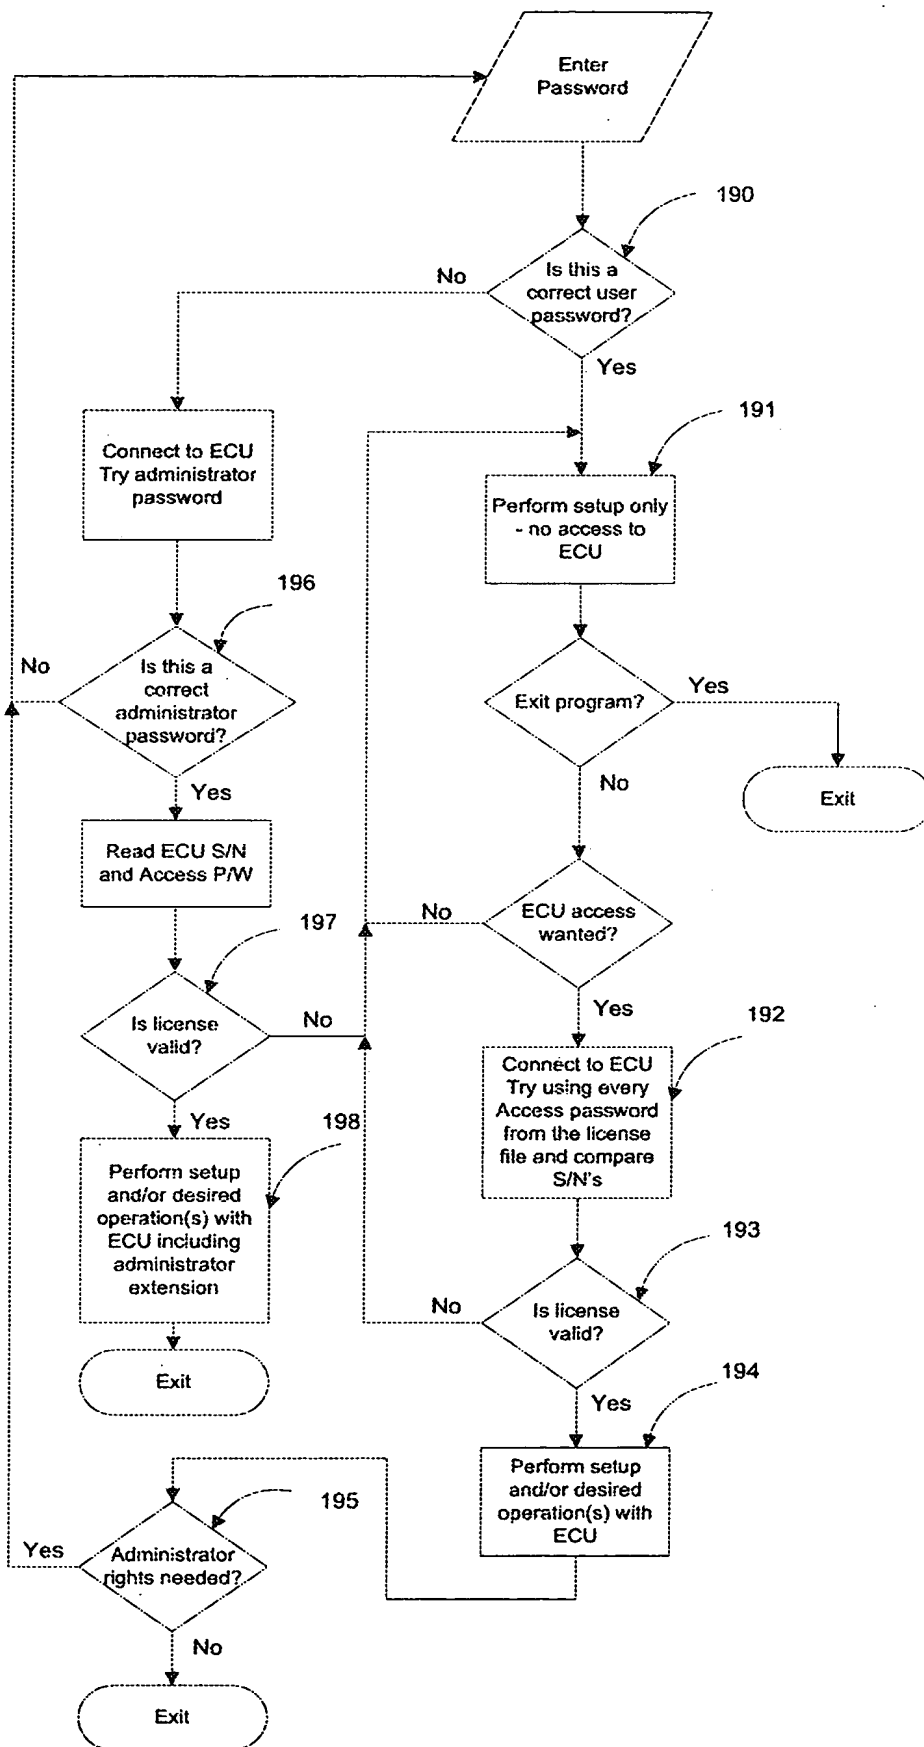 Enter
Password
190
Is this a
correct user
password?
No
Yes
191
Connect to ECU
Try administrator
password
Perform setup only
- no access to
ECU
196
Is this a
correct
administrator
password?
No
Yes
Exit program?
Yes
No
Exit
Read ECU S/N
and Access P/W
ECU access
wanted?
No
Yes
197
Is license
valid?
No
Yes
192
Connect to ECU
Try using every
Access password
from the license
file and compare
S/N's
198
Perform setup
and/or desired
operation(s) with
ECU including
administrator
extension
Exit
193
Is license
valid?
No
Yes
194
Perform setup
and/or desired
operation(s) with
ECU
195
Administrator
rights needed?
Yes
No
Exit